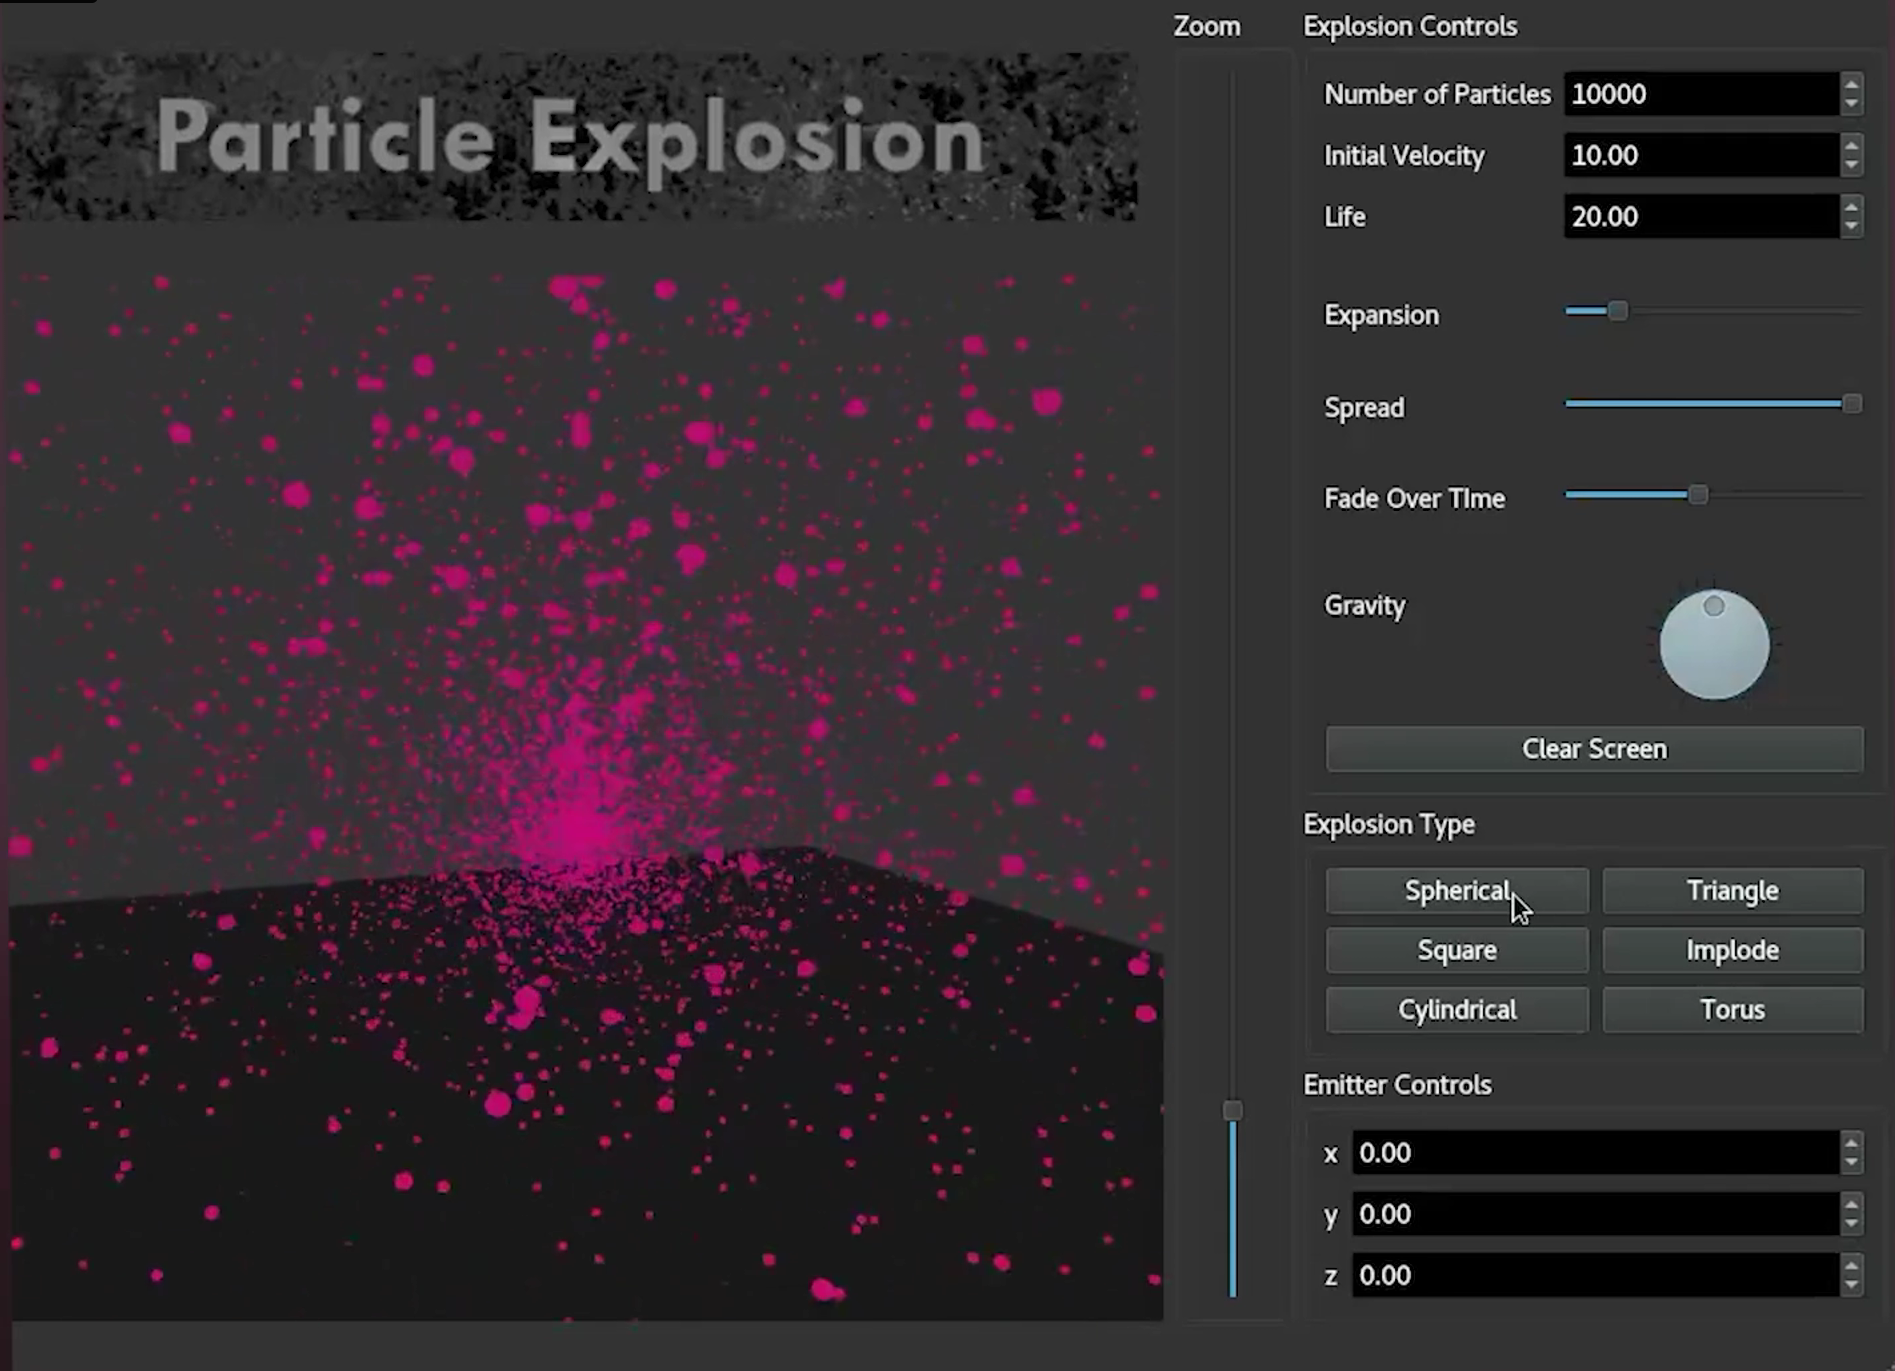 Particle Explosion
Zoom
Explosion Controls
Number of Particles 10000
Initial Velocity 10.00
Life 20.00
Expansion
Spread
Fade Over TIme
Gravity
Clear Screen
Explosion Type
Spherical Triangle
Square Implode
Cylindrical Torus
Emitter Controls
x 0.00
y 0.00
z 0.00